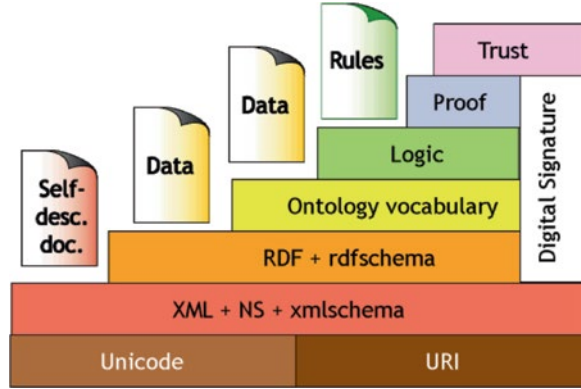 Trust
Rules
Proof
Data
Logic
Data
Self-
desc.
doc.
Ontology vocabulary
Digital Signature
RDF + rdfschema
XML + NS + xmlschema
Unicode
URI